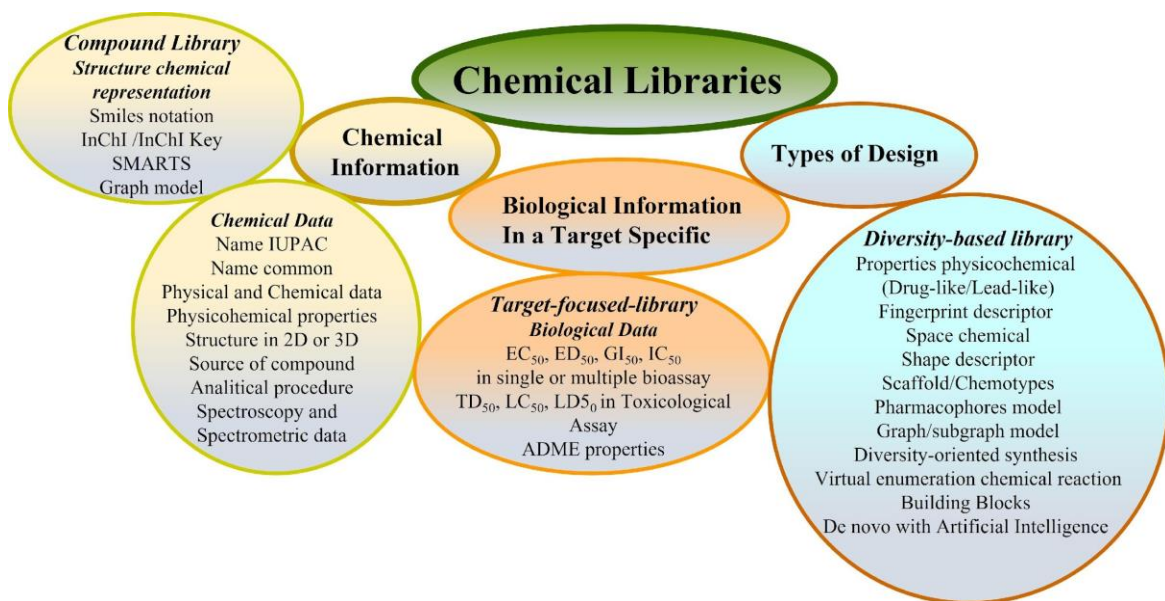 Chemical Libraries
Compound Library
Structure chemical
representation
Smiles notation
InChI /InChI Key
SMARTS
Graph model
Chemical
Information
Chemical Data
Name IUPAC
Name common
Physical and Chemical data
Physicohemical properties
Structure in 2D or 3D
Source of compound
Analitical procedure
Spectroscopy and
Spectrometric data
Biological Information
In a Target Specific
Target-focused-library
Biological Data
EC50, ED50, GI50, IC50
in single or multiple bioassay
TD50, LC50, LD50 in Toxicological
Assay
ADME properties
Types of Design
Diversity-based library
Properties physicochemical
(Drug-like/Lead-like)
Fingerprint descriptor
Space chemical
Shape descriptor
Scaffold/Chemotypes
Pharmacophores model
Graph/subgraph model
Diversity-oriented synthesis
Virtual enumeration chemical reaction
Building Blocks
De novo with Artificial Intelligence